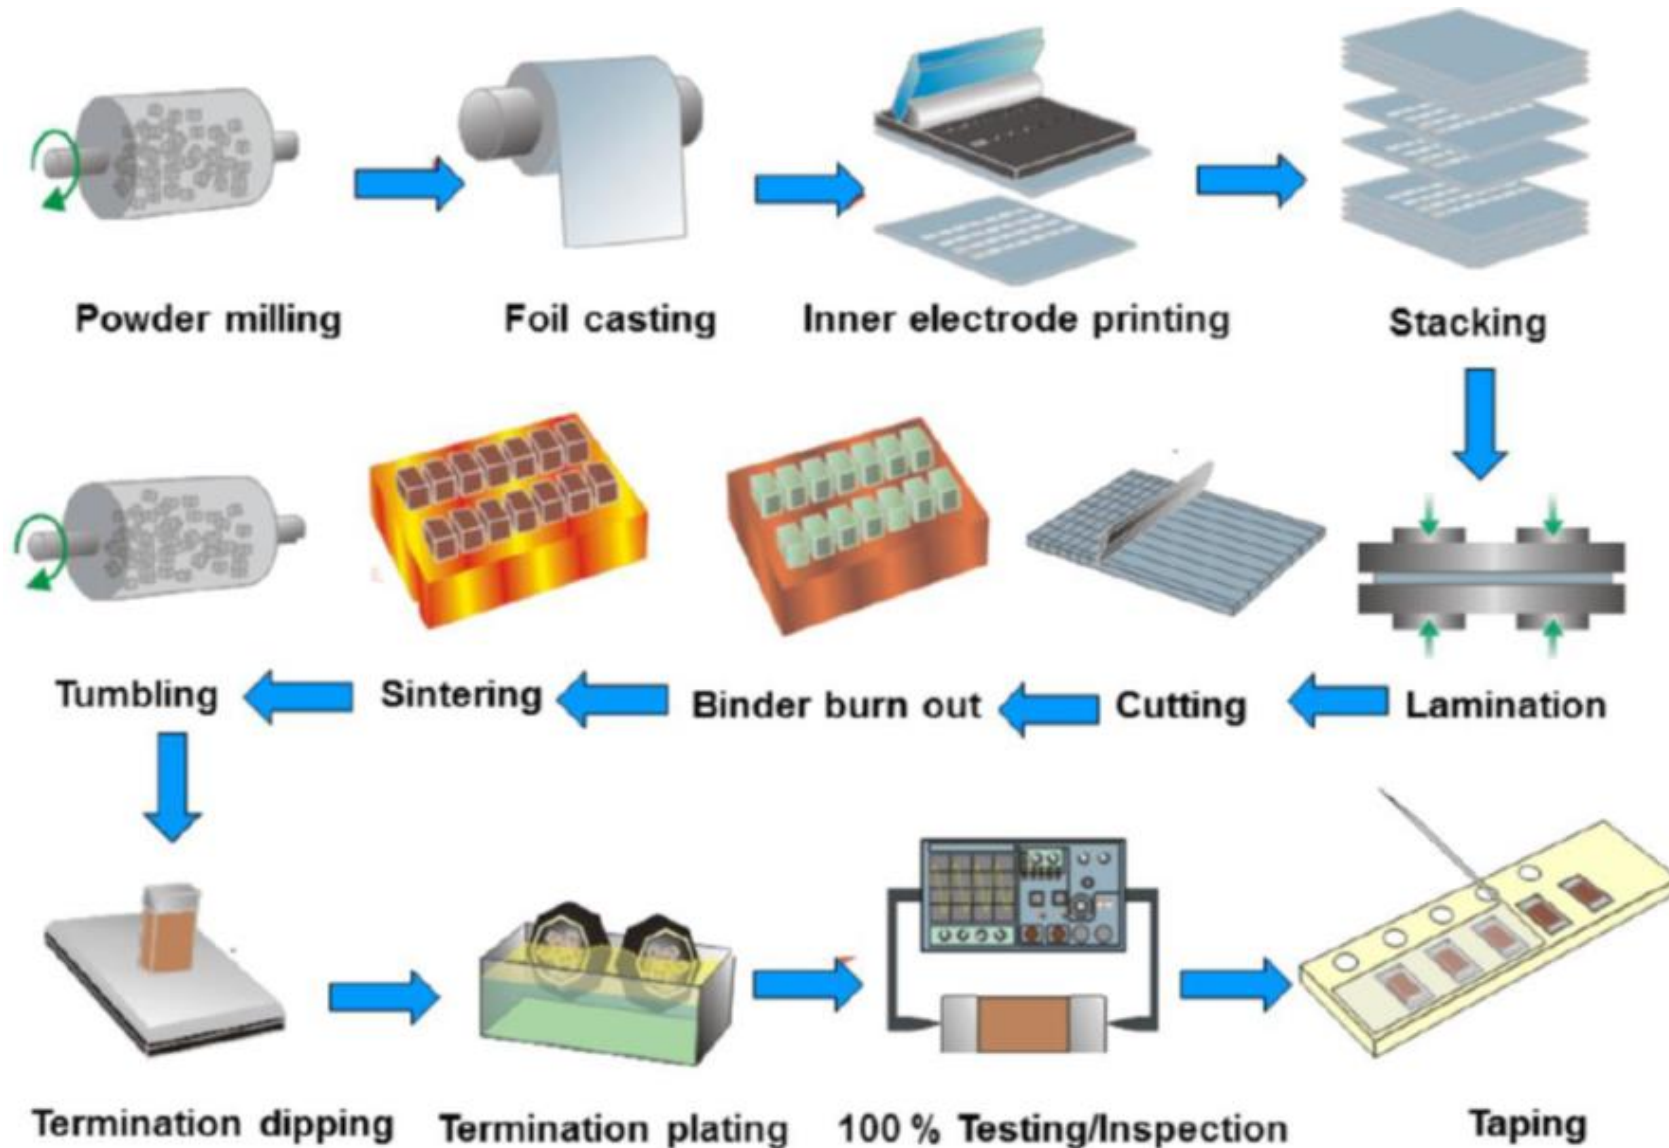 Powder milling
Foil casting
Inner electrode printing
Stacking
Lamination
Cutting
Binder burn out
Sintering
Tumbling
Termination dipping
Termination plating
100 % Testing/Inspection
Taping